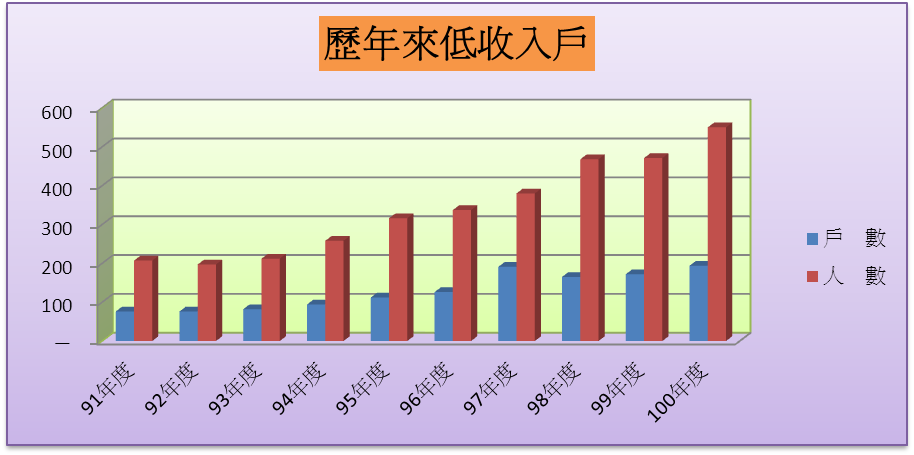 歷年來低收入戶
600
500
400
300
200
100
—
91年度
92年度
93年度
94年度
95年度
96年度
97年度
98年度
99年度
100年度
戶　數
人　數